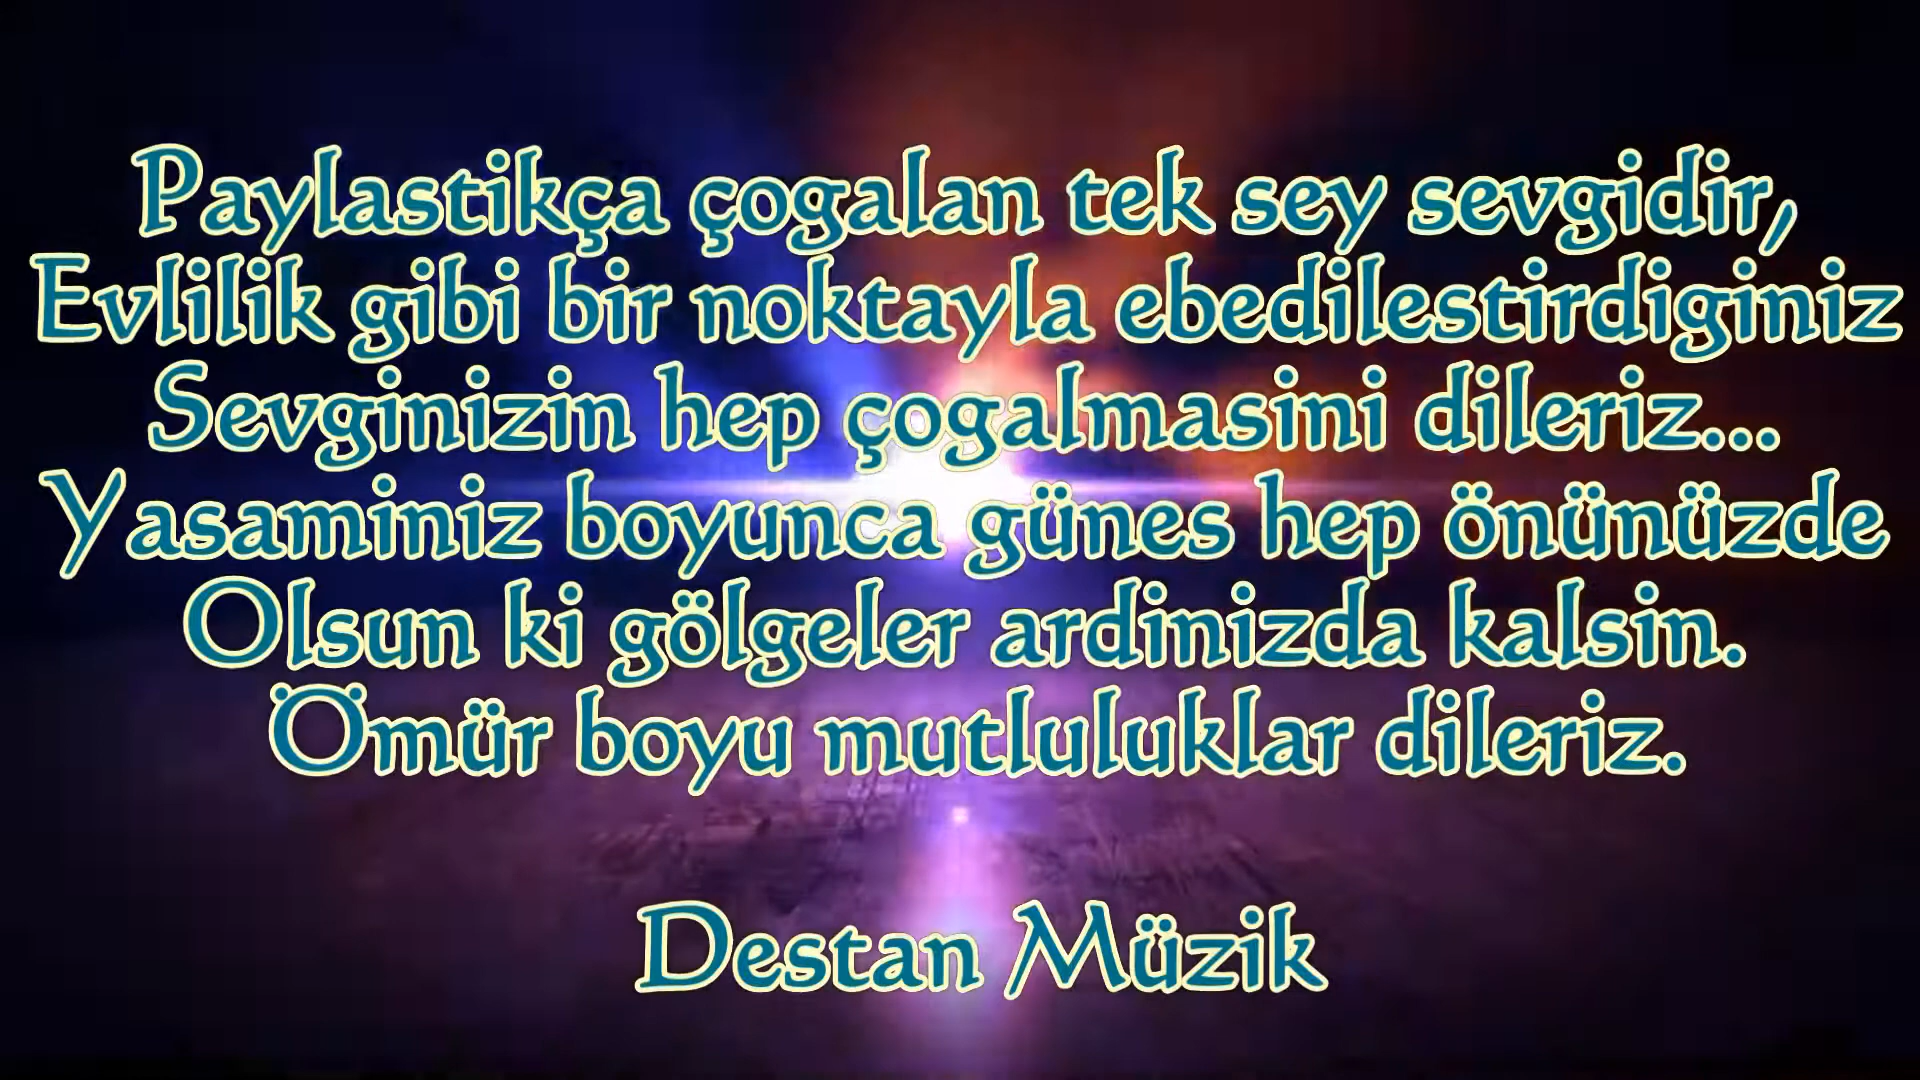 Paylastikça çogalan tek sey sevgidir,
Evlilik gibi bir noktayla ebedilestirdiginiz
Sevginizin hep çogalmasini dileriz...
Yasaminiz boyunca günes hep önünüzde
Olsun ki gölgeler ardinizda kalsin.
Ömür boyu mutluluklar dileriz.
Destan Müzik